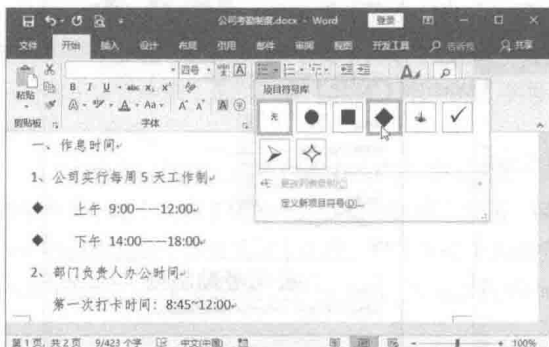 公司考勤制度.docx - Word
登录
文件 开始 插入 设计 布局 引用 邮件 审阅 视图 开发工具 告诉我 共享
四号
粘贴
B I U abc x₂ x²
Aa
剪贴板 字体
项目符号库
无
更改列表级别(C)
定义新项目符号(D)...
一、作息时间
1、公司实行每周 5 天工作制
◆ 上午 9:00——12:00
◆ 下午 14:00——18:00
2、部门负责人办公时间
第一次打卡时间：8:45~12:00
第 1 页，共 2 页 9/423 个字 中文(中国) 100%